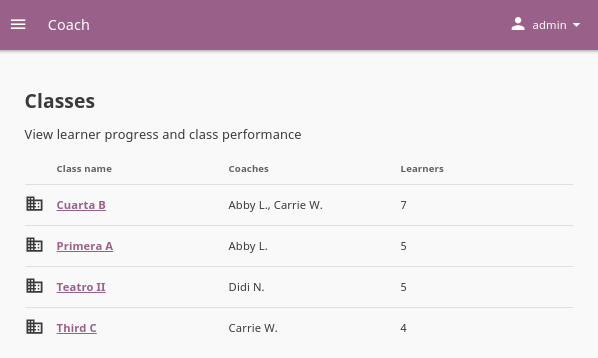 Coach admin
Classes
View learner progress and class performance
Class name Coaches Learners
Cuarta B Abby L., Carrie W. 7
Primera A Abby L. 5
Teatro II Didi N. 5
Third C Carrie W. 4